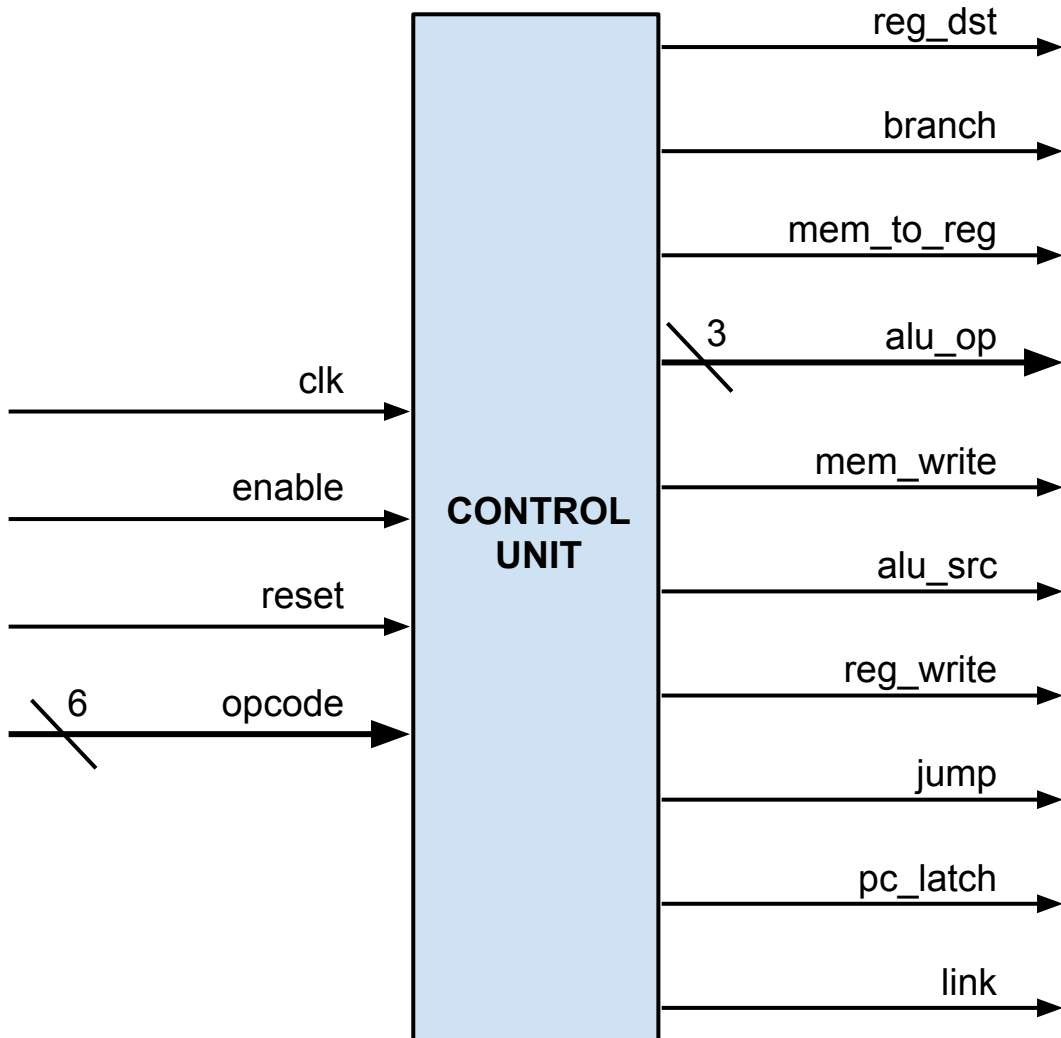 reg_dst
branch
mem_to_reg
3
alu_op
clk
mem_write
enable
CONTROL
UNIT
alu_src
reset
reg_write
6
opcode
jump
pc_latch
link